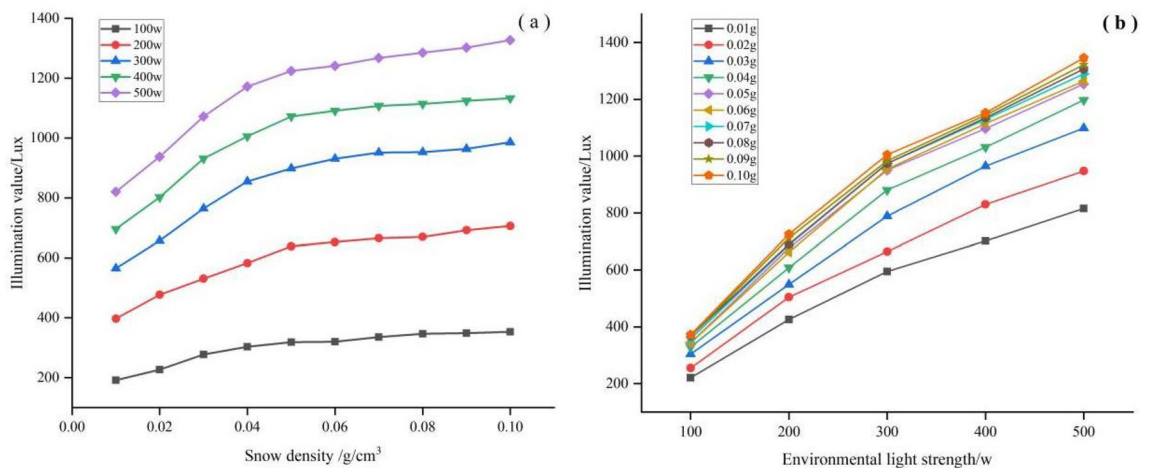 ( a )
100w
200w
300w
400w
500w
1400
1200
1000
800
600
400
200
Illumination value/Lux
0.00 0.02 0.04 0.06 0.08 0.10
Snow density /g/cm³
( b )
0.01g
0.02g
0.03g
0.04g
0.05g
0.06g
0.07g
0.08g
0.09g
0.10g
1400
1200
1000
800
600
400
200
Illumination value/Lux
100 200 300 400 500
Environmental light strength/w